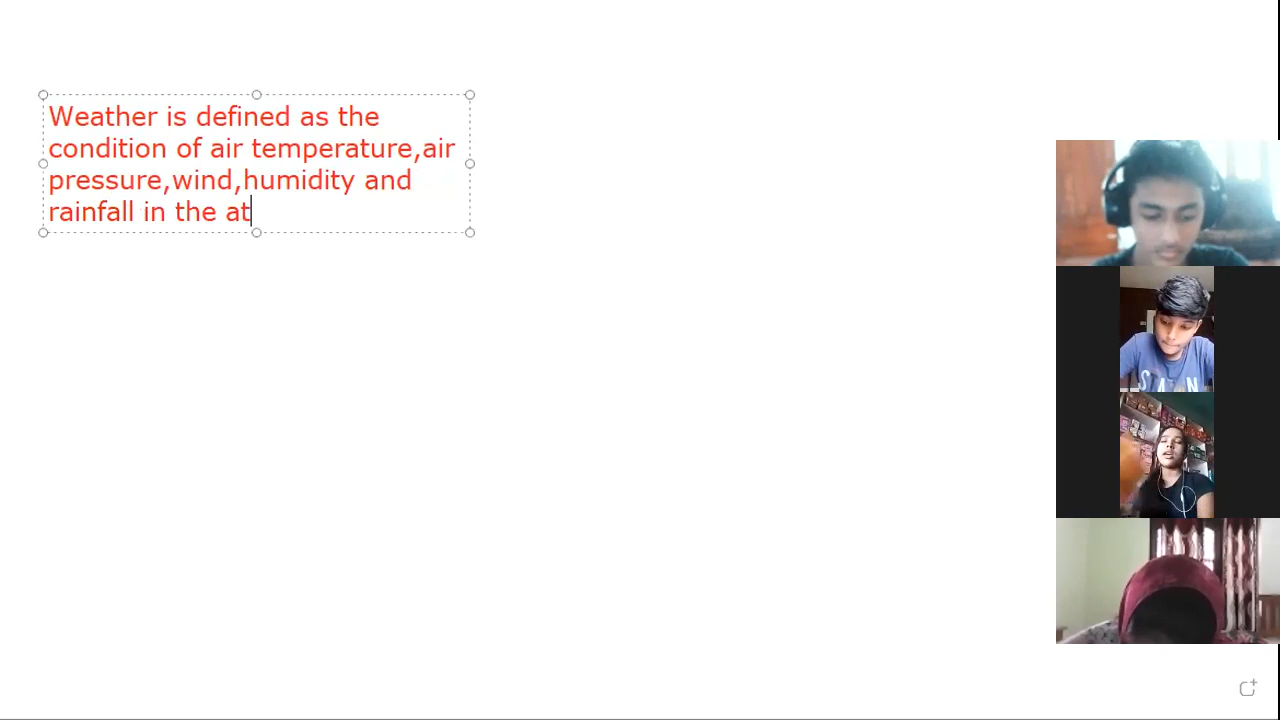 Weather is defined as the
condition of air temperature,air
pressure,wind,humidity and
rainfall in the at